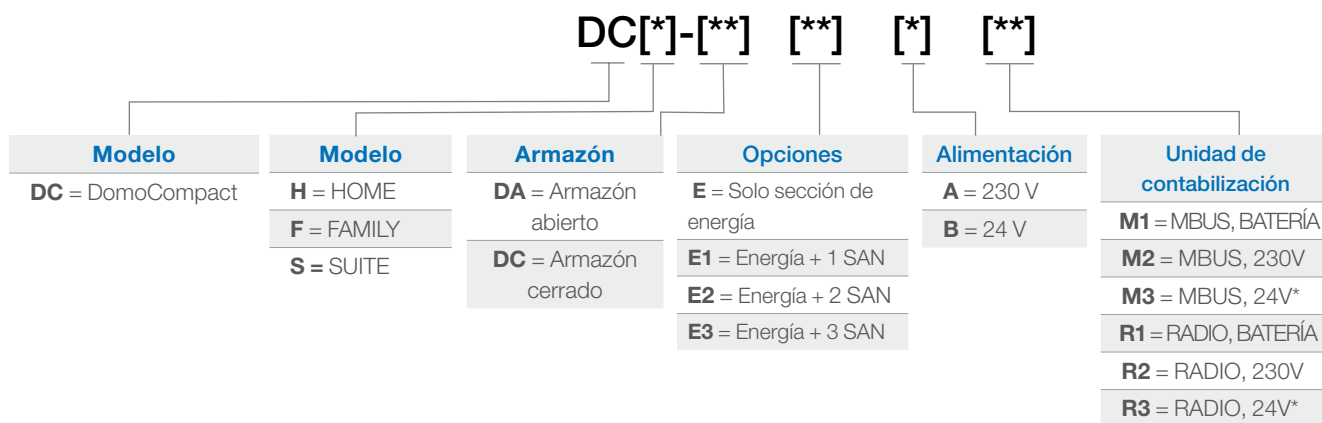 DC[*]-[**] [**] [*] [**]
Modelo
DC = DomoCompact
Modelo
H = HOME
F = FAMILY
S = SUITE
Armazón
DA = Armazón
abierto
DC = Armazón
cerrado
Opciones
E = Solo sección de
energía
E1 = Energía + 1 SAN
E2 = Energía + 2 SAN
E3 = Energía + 3 SAN
Alimentación
A = 230 V
B = 24 V
Unidad de
contabilización
M1 = MBUS, BATERÍA
M2 = MBUS, 230V
M3 = MBUS, 24V*
R1 = RADIO, BATERÍA
R2 = RADIO, 230V
R3 = RADIO, 24V*